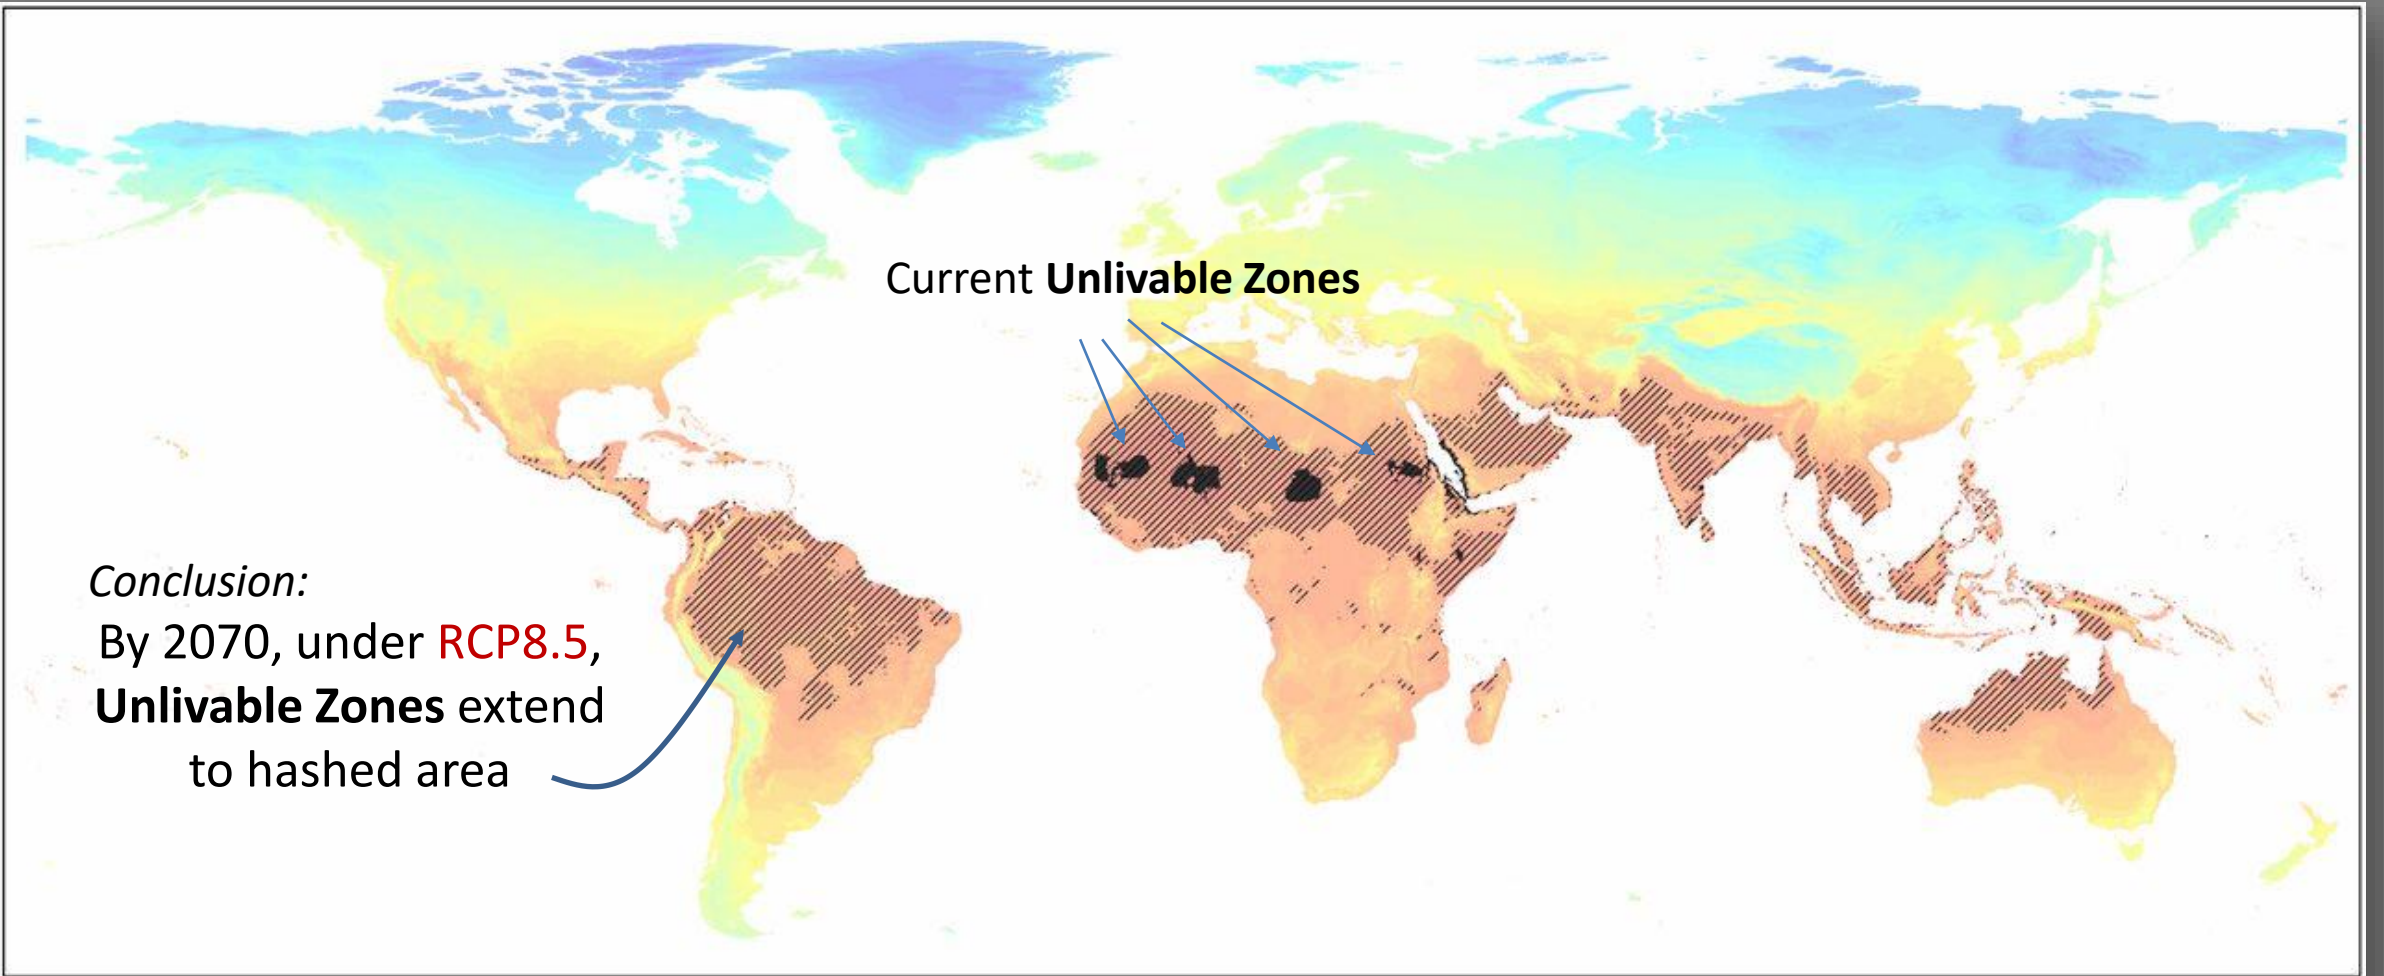 Current Unlivable Zones
Conclusion:
By 2070, under RCP8.5,
Unlivable Zones extend
to hashed area